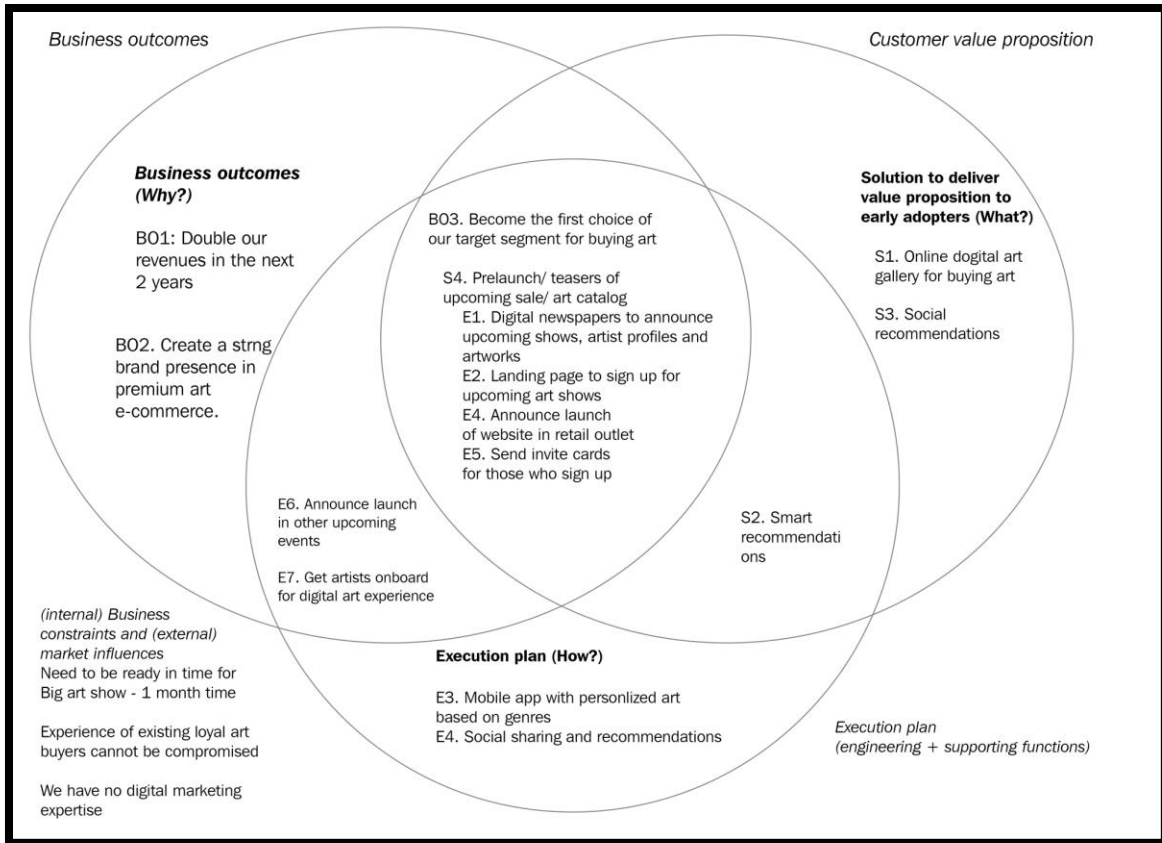 Business outcomes
Customer value proposition
Business outcomes
(Why?)
BO1: Double our
revenues in the next
2 years
BO2. Create a strng
brand presence in
premium art
e-commerce.
BO3. Become the first choice of
our target segment for buying art
S4. Prelaunch/ teasers of
upcoming sale/ art catalog
E1. Digital newspapers to announce
upcoming shows, artist profiles and
artworks
E2. Landing page to sign up for
upcoming art shows
E4. Announce launch
of website in retail outlet
E5. Send invite cards
for those who sign up
Solution to deliver
value proposition to
early adopters (What?)
S1. Online dogital art
gallery for buying art
S3. Social
recommendations
E6. Announce launch
in other upcoming
events
E7. Get artists onboard
for digital art experience
S2. Smart
recommendati
ons
(internal) Business
constraints and (external)
market influences
Need to be ready in time for
Big art show - 1 month time
Experience of existing loyal art
buyers cannot be compromised
We have no digital marketing
expertise
Execution plan (How?)
E3. Mobile app with personlized art
based on genres
E4. Social sharing and recommendations
Execution plan
(engineering + supporting functions)